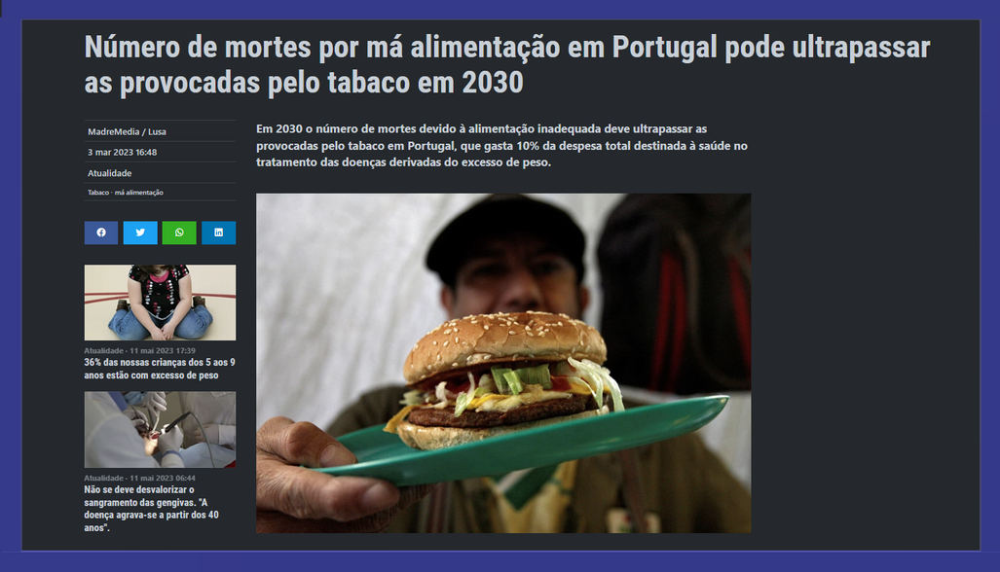 Número de mortes por má alimentação em Portugal pode ultrapassar
as provocadas pelo tabaco em 2030
MadreMedia / Lusa
3 mar 2023 16:48
Atualidade
Tabaco · má alimentação
Em 2030 o número de mortes devido à alimentação inadequada deve ultrapassar as
provocadas pelo tabaco em Portugal, que gasta 10% da despesa total destinada à saúde no
tratamento das doenças derivadas do excesso de peso.
Atualidade · 11 mai 2023 17:39
36% das nossas crianças dos 5 aos 9
anos estão com excesso de peso
Atualidade · 11 mai 2023 06:44
Não se deve desvalorizar o
sangramento das gengivas. "A
doença agrava-se a partir dos 40
anos".